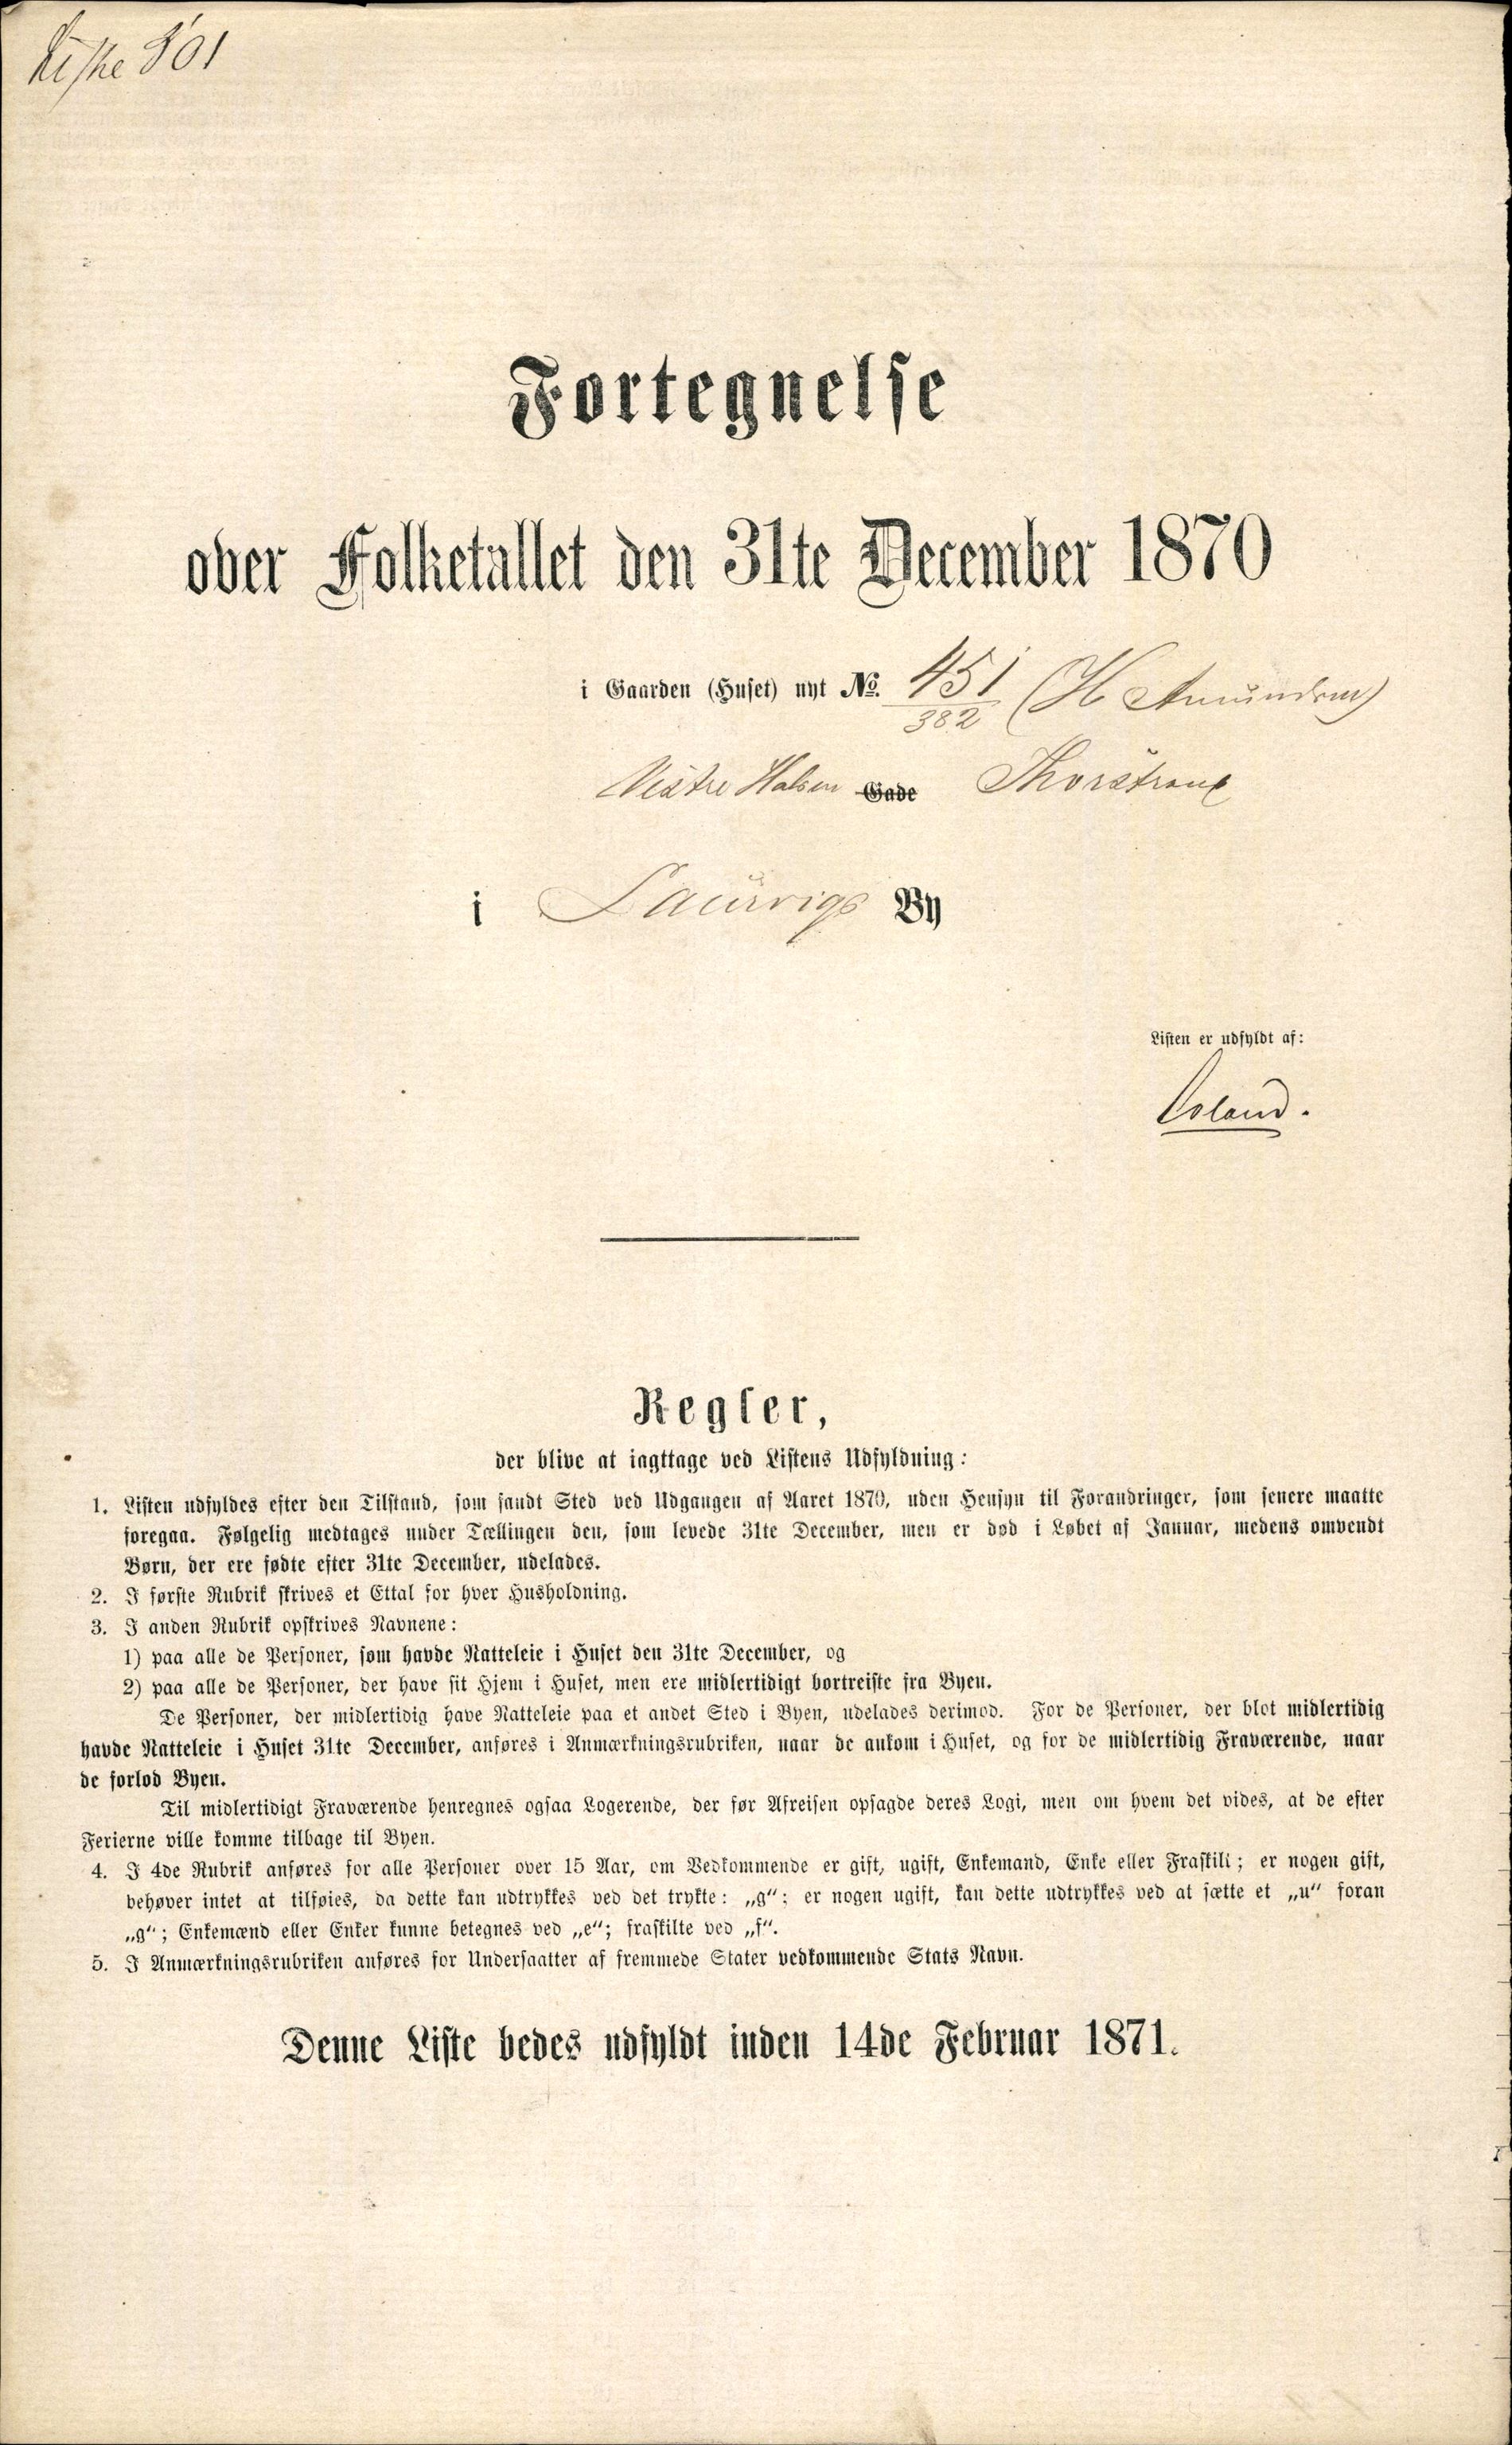 Liste 801
Fortegnelse
over Folketallet den 31te December 1870
i Gaarden (Huset) nyt No. 451 (H Amundsen)
382
Vestre Halsen Gade
i Laurvigs By
Listen er udfyldt af:
Regler,
der blive at iagttage ved Listens Udfyldning:
1. Listen udfyldes efter den Tilstand, som fandt Sted ved Udgangen af Aaret 1870, uden Hensyn til Forandringer, som senere maatte
foregaa. Følgelig medtages under Tællingen den, som levede 31te December, men er død i Løbet af Januar, medens omvendt
Børn, der ere fødte efter 31te December, udelades.
2. I første Rubrik skrives et Ettal for hver Husholdning.
3. I anden Rubrik opskrives Navnene:
1) paa alle de Personer, som havde Natteleie i Huset den 31te December, og
2) paa alle de Personer, der have sit Hjem i Huset, men ere midlertidigt bortreiste fra Byen.
De Personer, der midlertidig have Natteleie paa et andet Sted i Byen, udelades derimod. For de Personer, der blot midlertidig
havde Natteleie i Huset 31te December, anføres i Anmærkningsrubriken, naar de ankom i Huset, og for de midlertidig Fraværende, naar
de forlod Byen.
Til midlertidigt Fraværende henregnes ogsaa Logerende, der før Afreisen opsagde deres Logi, men om hvem det vides, at de efter
Ferierne ville komme tilbage til Byen.
4. I 4de Rubrik anføres for alle Personer over 15 Aar, om Vedkommende er gift, ugift, Enkemand, Enke eller Fraskilt; er nogen gift,
behøver intet at tilføies, da dette kan udtrykkes ved det trykte: „g“; er nogen ugift, kan dette udtrykkes ved at sætte et „u“ foran
„g“; Enkemænd eller Enker kunne betegnes ved „e“; fraskilte ved „f“.
5. I Anmærkningsrubriken anføres for Undersaatter af fremmede Stater vedkommende Stats Navn.
Denne Liste bedes udfyldt inden 14de Februar 1871.